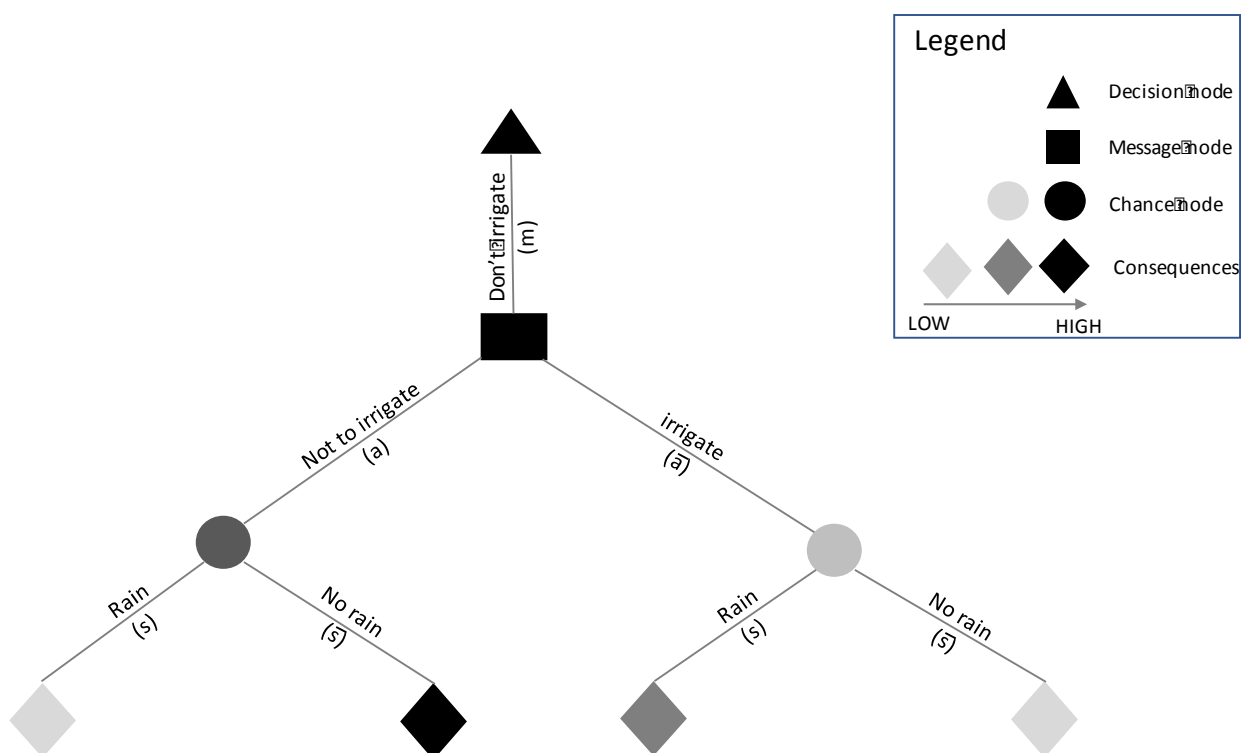 Legend
Decision node
Message node
Chance node
Consequences
LOW
HIGH
Don't irrigate
(m)
Not to irrigate
(a)
irrigate
(a̅)
Rain
(s)
No rain
(s̅)
Rain
(s)
No rain
(s̅)